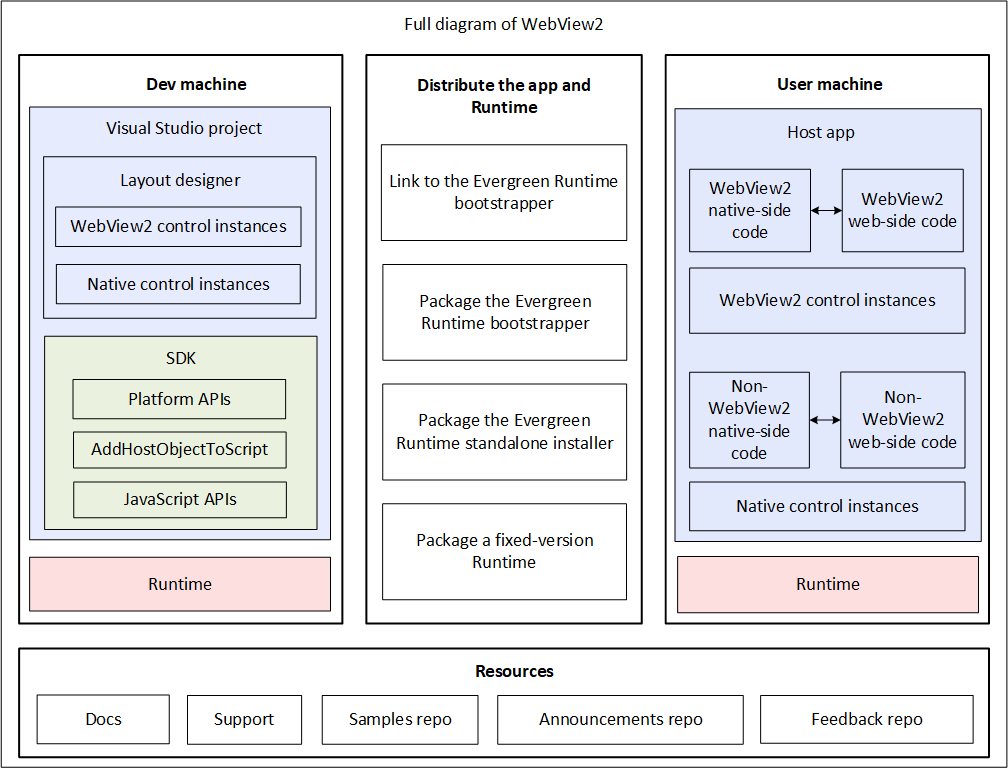 Full diagram of WebView2
Dev machine
Visual Studio project
Layout designer
WebView2 control instances
Native control instances
SDK
Platform APIs
AddHostObjectToScript
JavaScript APIs
Runtime
Distribute the app and
Runtime
Link to the Evergreen Runtime
bootstrapper
Package the Evergreen
Runtime bootstrapper
Package the Evergreen
Runtime standalone installer
Package a fixed-version
Runtime
User machine
Host app
WebView2
native-side
code
WebView2
web-side code
WebView2 control instances
Non-
WebView2
native-side
code
Non-
WebView2
web-side code
Native control instances
Runtime
Resources
Docs
Support
Samples repo
Announcements repo
Feedback repo